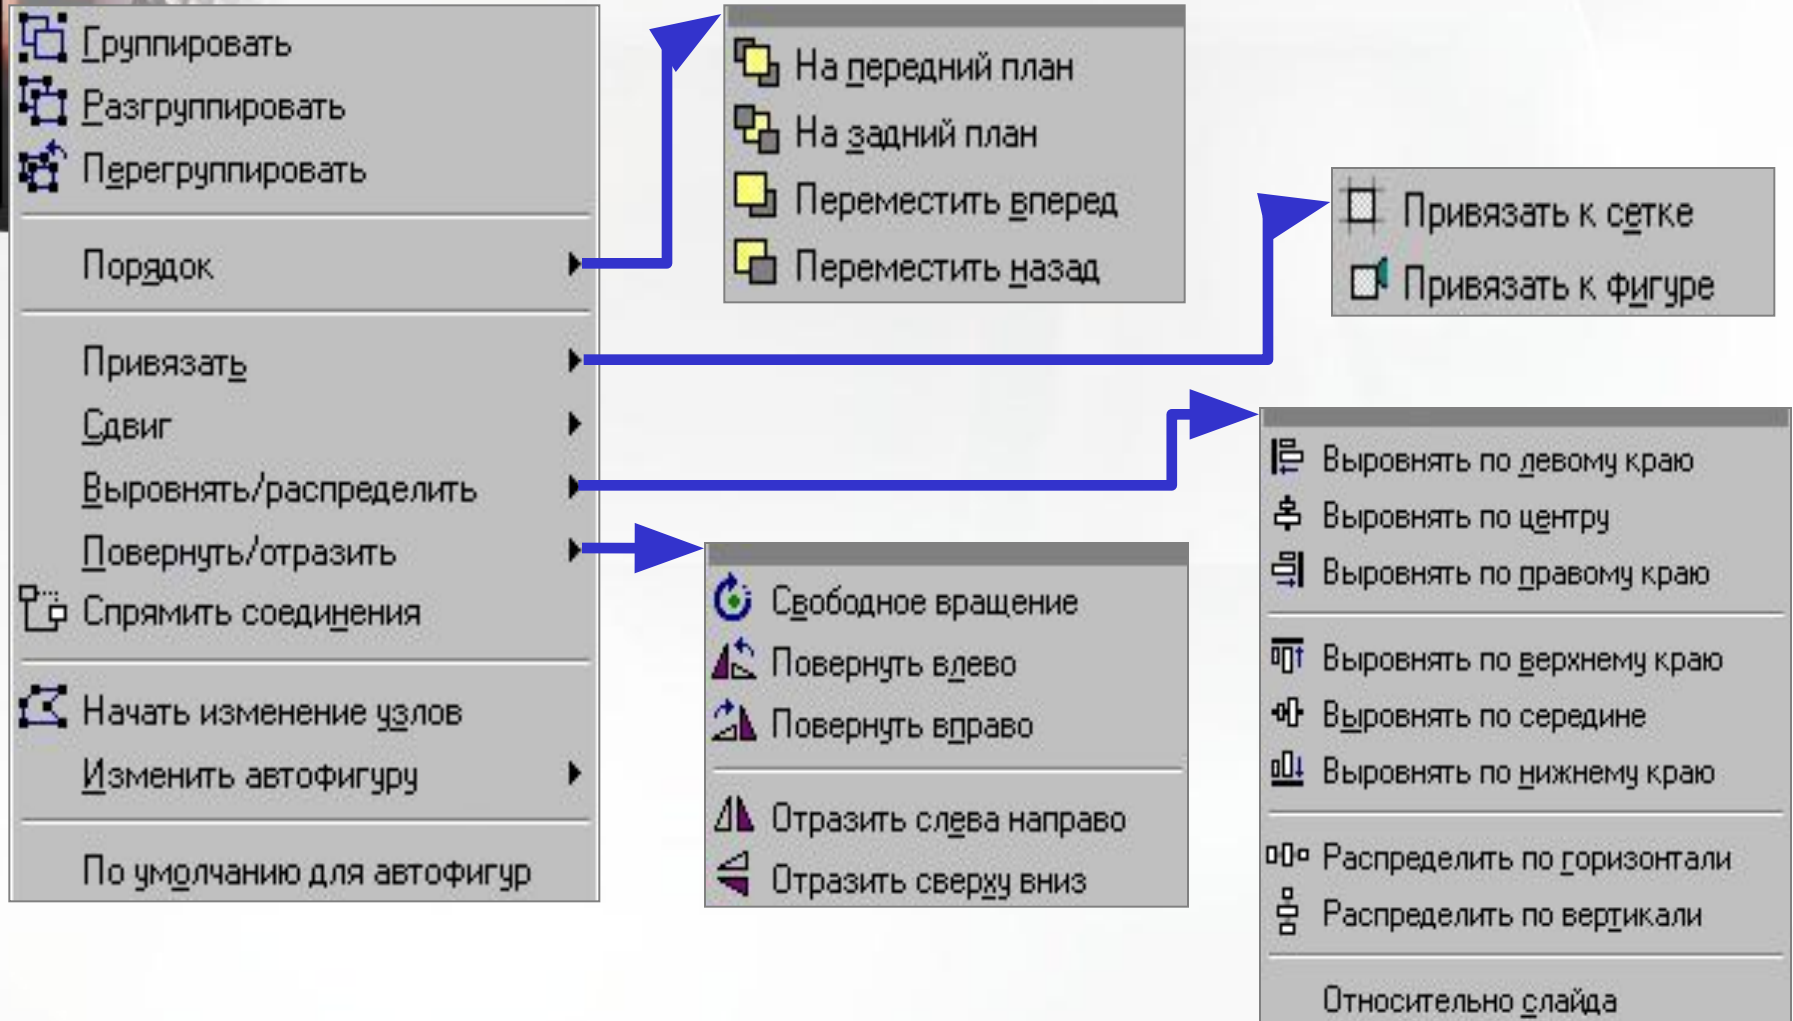 Группировать
Разгруппировать
Перегруппировать
Порядок
Привязать
Сдвиг
Выровнять/распределить
Повернуть/отразить
Спрямить соединения
Начать изменение узлов
Изменить автофигуру
По умолчанию для автофигур
На передний план
На задний план
Переместить вперед
Переместить назад
Привязать к сетке
Привязать к фигуре
Свободное вращение
Повернуть влево
Повернуть вправо
Отразить слева направо
Отразить сверху вниз
Выровнять по левому краю
Выровнять по центру
Выровнять по правому краю
Выровнять по верхнему краю
Выровнять по середине
Выровнять по нижнему краю
Распределить по горизонтали
Распределить по вертикали
Относительно слайда